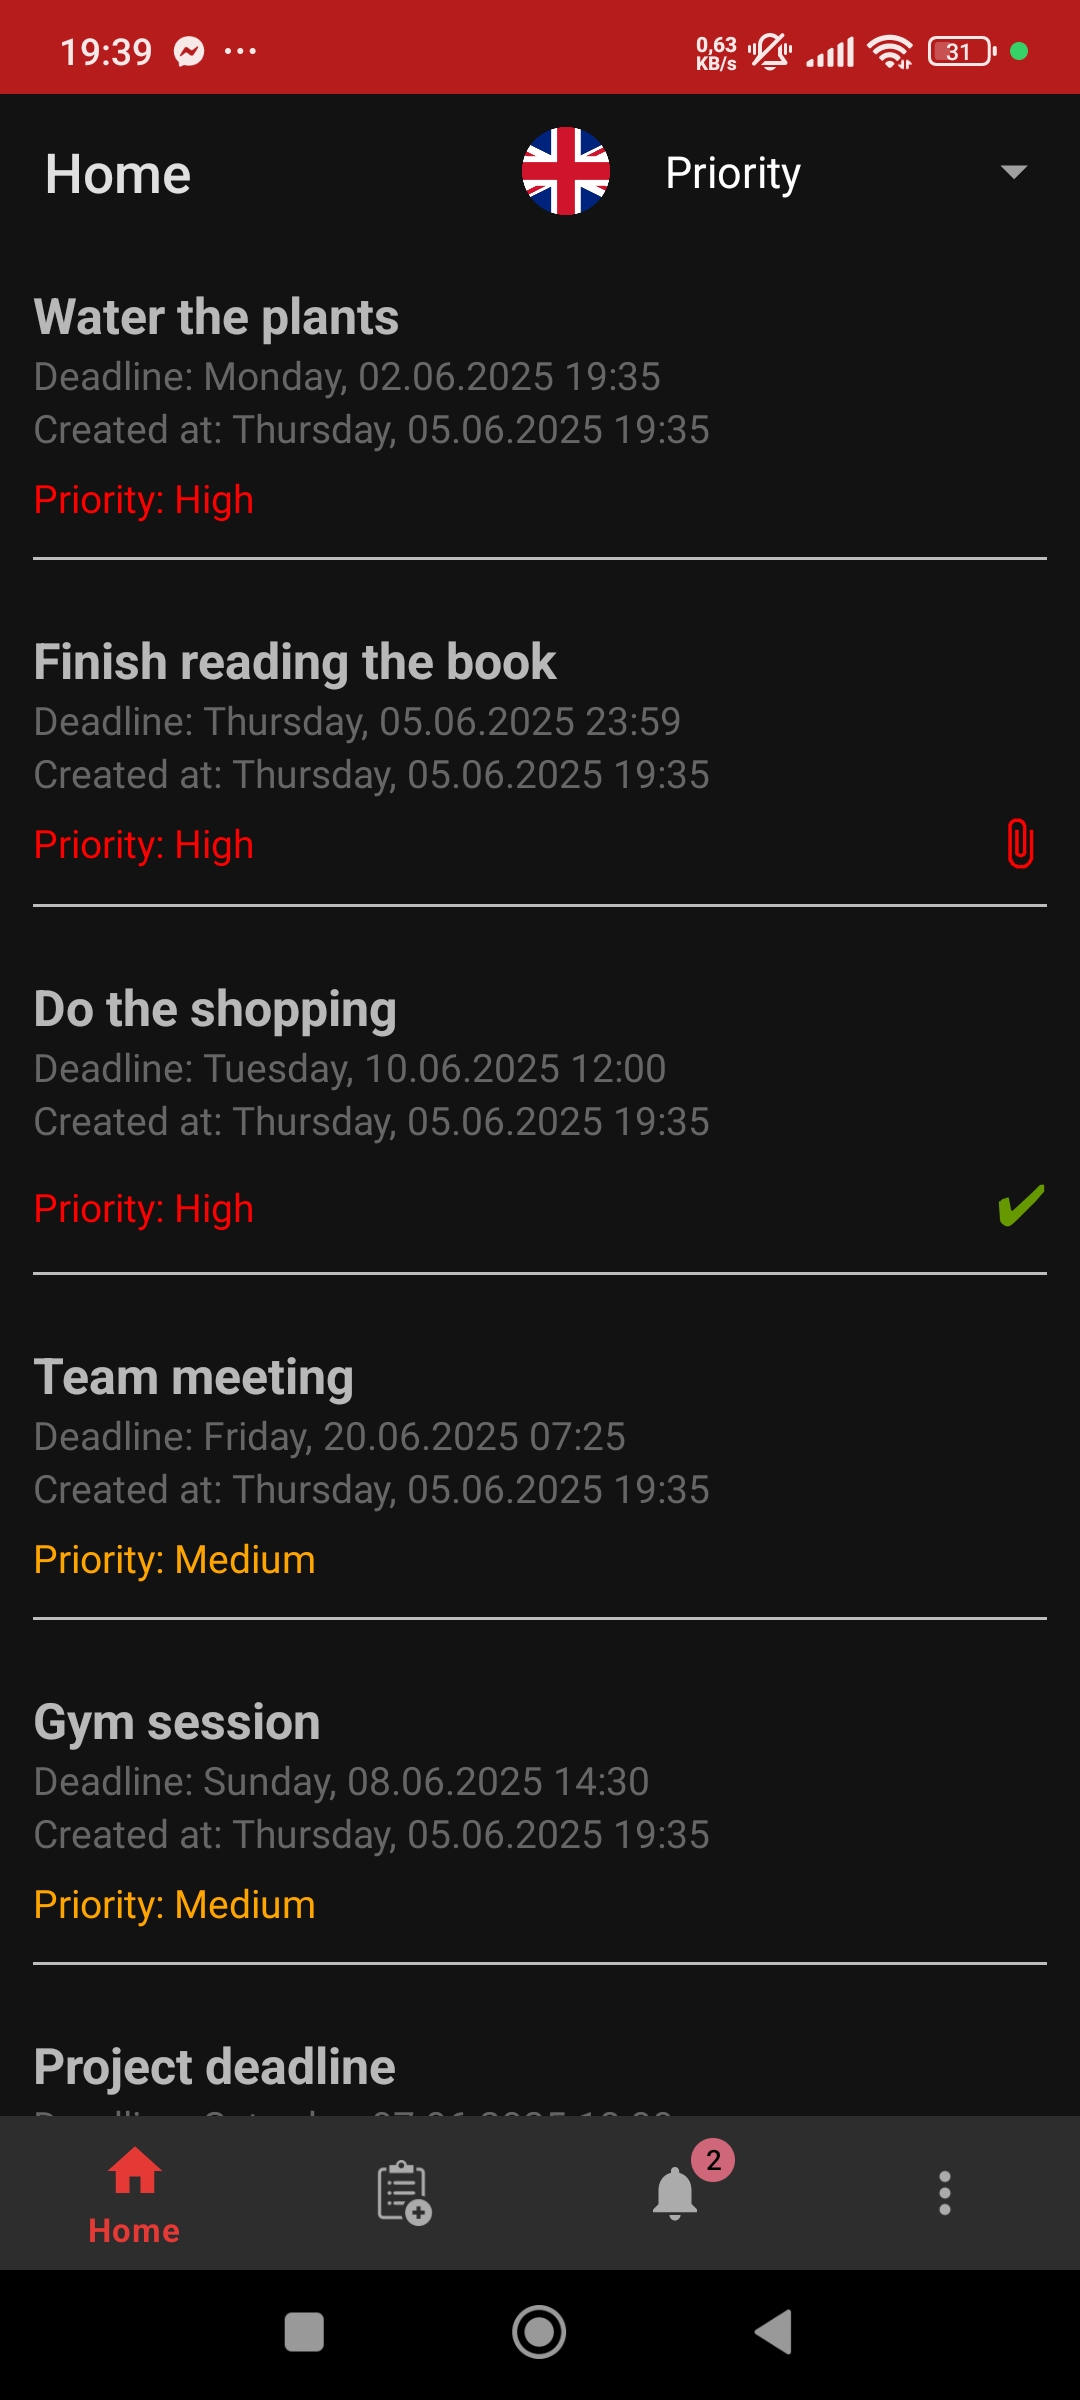 19:39
0,63
KB/s
31
Home
Priority
Water the plants
Deadline: Monday, 02.06.2025 19:35
Created at: Thursday, 05.06.2025 19:35
Priority: High
Finish reading the book
Deadline: Thursday, 05.06.2025 23:59
Created at: Thursday, 05.06.2025 19:35
Priority: High
Do the shopping
Deadline: Tuesday, 10.06.2025 12:00
Created at: Thursday, 05.06.2025 19:35
Priority: High
Team meeting
Deadline: Friday, 20.06.2025 07:25
Created at: Thursday, 05.06.2025 19:35
Priority: Medium
Gym session
Deadline: Sunday, 08.06.2025 14:30
Created at: Thursday, 05.06.2025 19:35
Priority: Medium
Project deadline
2
Home